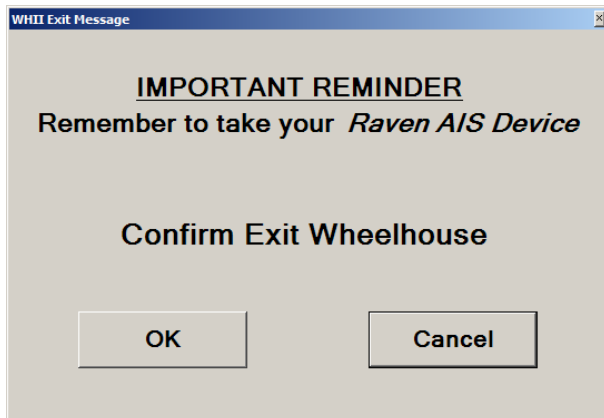 WHII Exit Message
IMPORTANT REMINDER
Remember to take your Raven AIS Device
Confirm Exit Wheelhouse
OK
Cancel